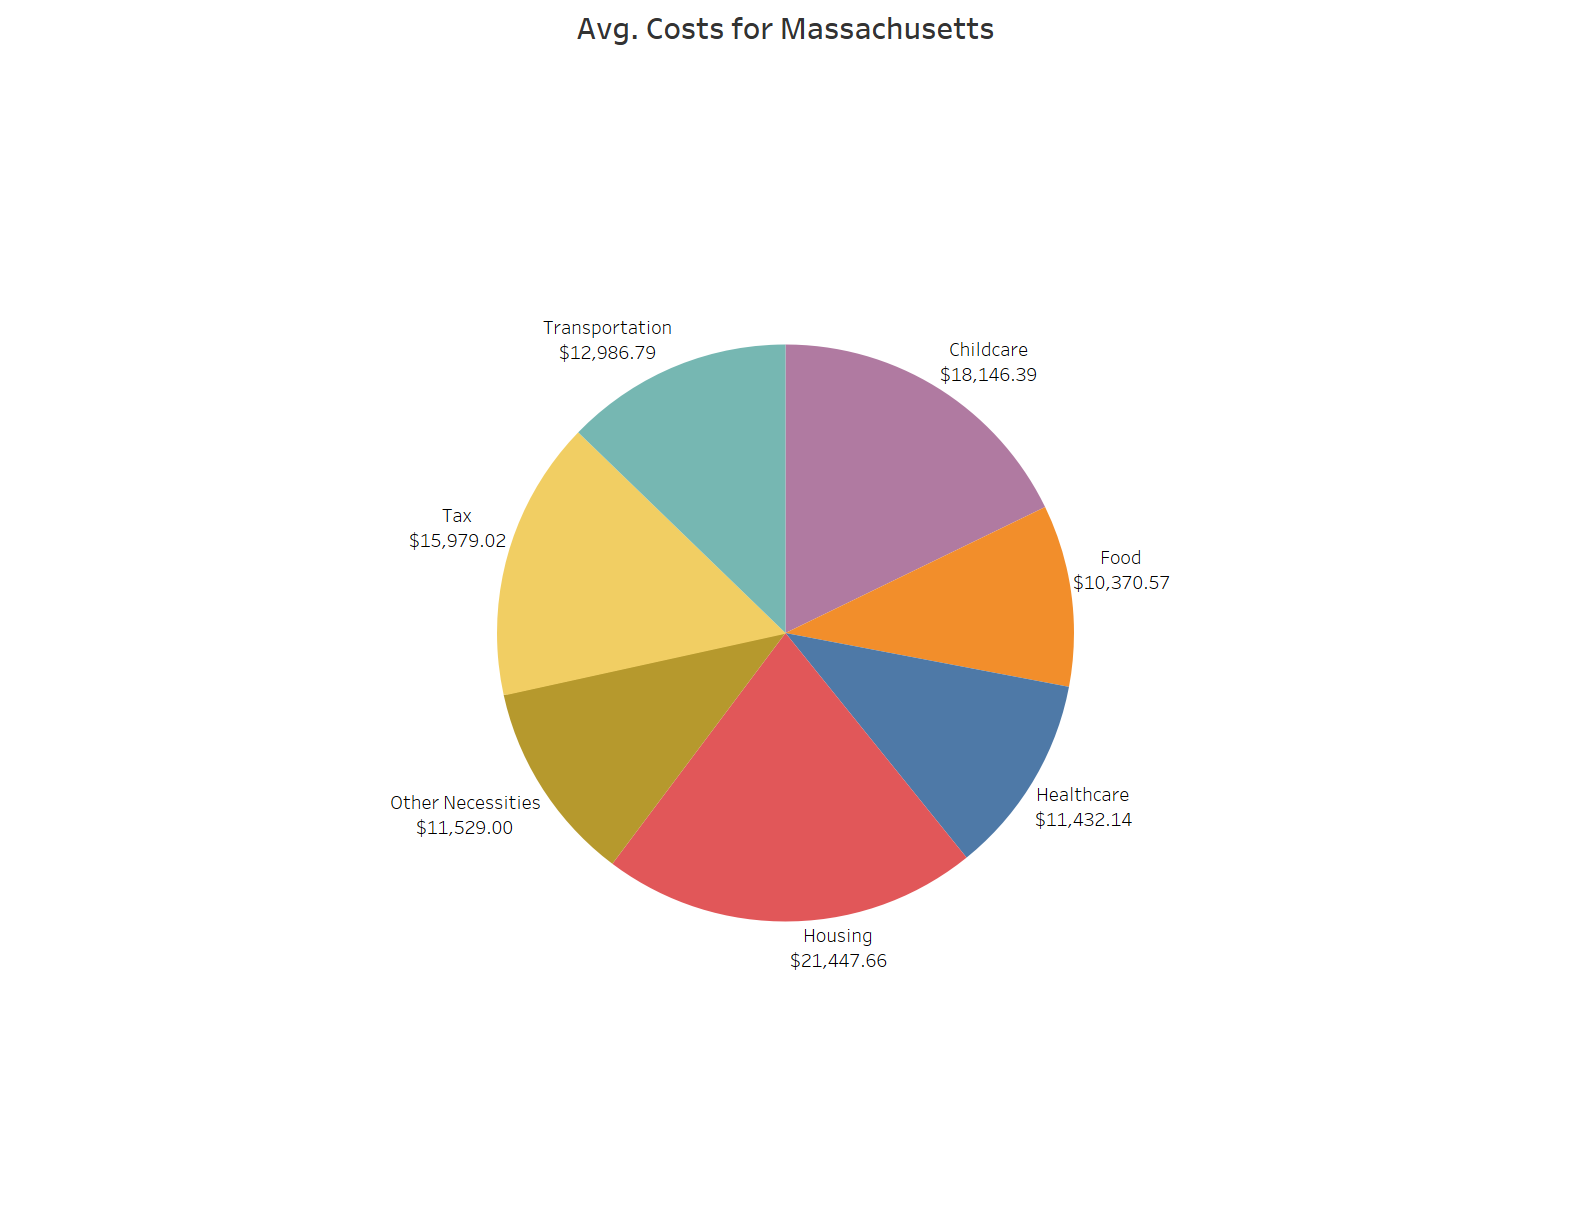 Avg. Costs for Massachusetts
Transportation
$12,986.79
Childcare
$18,146.39
Tax
$15,979.02
Food
$10,370.57
Other Necessities
$11,529.00
Healthcare
$11,432.14
Housing
$21,447.66